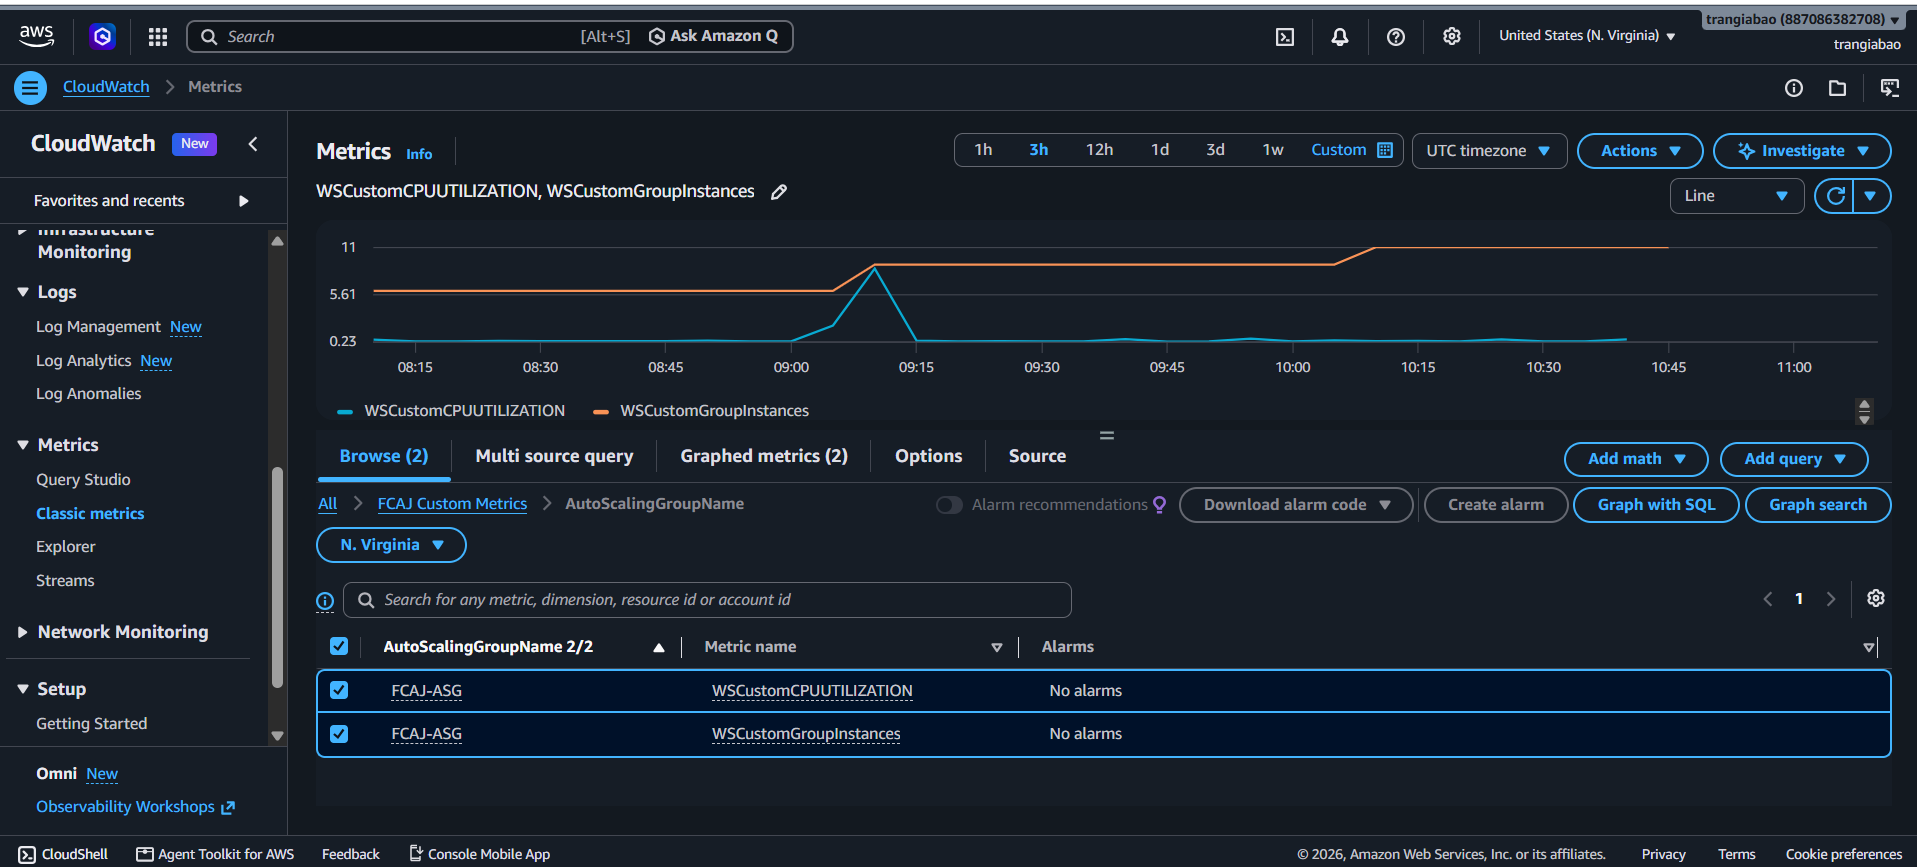 aws
Search [Alt+S] Ask Amazon Q
United States (N. Virginia)
trangiabao (887086382708)
trangiabao
CloudWatch Metrics
CloudWatch New
Favorites and recents
Infrastructure
Monitoring
Logs
Log Management New
Log Analytics New
Log Anomalies
Metrics
Query Studio
Classic metrics
Explorer
Streams
Network Monitoring
Setup
Getting Started
Omni New
Observability Workshops
Metrics Info
1h 3h 12h 1d 3d 1w Custom UTC timezone Actions Investigate
WSCustomCPUUTILIZATION, WSCustomGroupInstances
Line
11
5.61
0.23
08:15 08:30 08:45 09:00 09:15 09:30 09:45 10:00 10:15 10:30 10:45 11:00
WSCustomCPUUTILIZATION WSCustomGroupInstances
Browse (2) Multi source query Graphed metrics (2) Options Source Add math Add query
All FCAJ Custom Metrics AutoScalingGroupName Alarm recommendations Download alarm code Create alarm Graph with SQL Graph search
N. Virginia
Search for any metric, dimension, resource id or account id
1
AutoScalingGroupName 2/2 Metric name Alarms
FCAJ-ASG WSCustomCPUUTILIZATION No alarms
FCAJ-ASG WSCustomGroupInstances No alarms
CloudShell Agent Toolkit for AWS Feedback Console Mobile App © 2026, Amazon Web Services, Inc. or its affiliates. Privacy Terms Cookie preferences